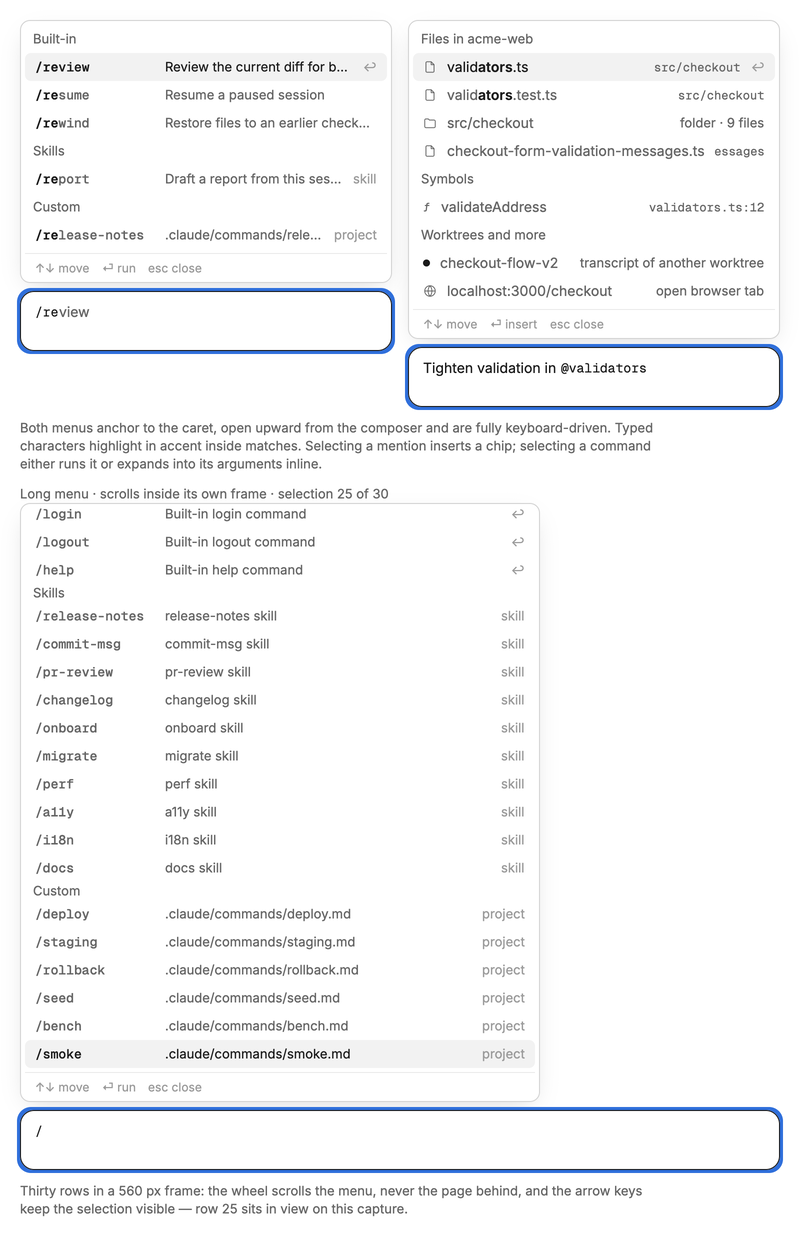 Built-in
/review Review the current diff for b... ↩
/resume Resume a paused session
/rewind Restore files to an earlier check...
Skills
/report Draft a report from this ses... skill
Custom
/release-notes .claude/commands/rele... project
↑↓ move ↩ run esc close
/review
Files in acme-web
validators.ts src/checkout ↩
validators.test.ts src/checkout
src/checkout folder · 9 files
checkout-form-validation-messages.ts essages
Symbols
f validateAddress validators.ts:12
Worktrees and more
checkout-flow-v2 transcript of another worktree
localhost:3000/checkout open browser tab
↑↓ move ↩ insert esc close
Tighten validation in @validators
Both menus anchor to the caret, open upward from the composer and are fully keyboard-driven. Typed
characters highlight in accent inside matches. Selecting a mention inserts a chip; selecting a command
either runs it or expands into its arguments inline.
Long menu · scrolls inside its own frame · selection 25 of 30
/login Built-in login command ↩
/logout Built-in logout command ↩
/help Built-in help command ↩
Skills
/release-notes release-notes skill skill
/commit-msg commit-msg skill skill
/pr-review pr-review skill skill
/changelog changelog skill skill
/onboard onboard skill skill
/migrate migrate skill skill
/perf perf skill skill
/a11y a11y skill skill
/i18n i18n skill skill
/docs docs skill skill
Custom
/deploy .claude/commands/deploy.md project
/staging .claude/commands/staging.md project
/rollback .claude/commands/rollback.md project
/seed .claude/commands/seed.md project
/bench .claude/commands/bench.md project
/smoke .claude/commands/smoke.md project
↑↓ move ↩ run esc close
/
Thirty rows in a 560 px frame: the wheel scrolls the menu, never the page behind, and the arrow keys
keep the selection visible — row 25 sits in view on this capture.